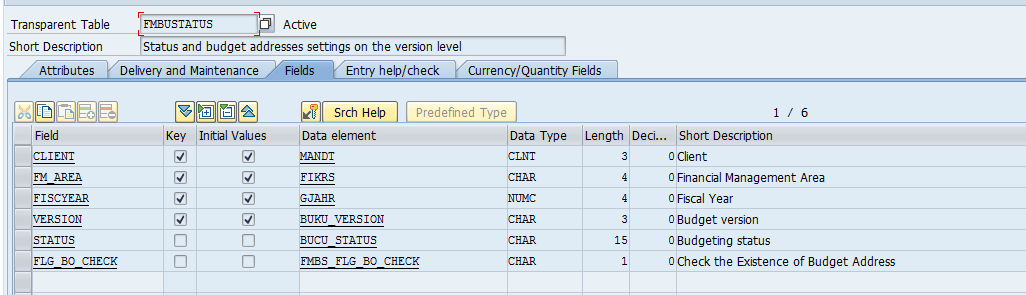 Transparent Table FMBUSTATUS Active
Short Description Status and budget addresses settings on the version level
Attributes Delivery and Maintenance Fields Entry help/check Currency/Quantity Fields
Srch Help Predefined Type 1 / 6
Field Key Initial Values Data element Data Type Length Deci... Short Description
CLIENT MANDT CLNT 3 0 Client
FM_AREA FIKRS CHAR 4 0 Financial Management Area
FISCYEAR GJAHR NUMC 4 0 Fiscal Year
VERSION BUKU_VERSION CHAR 3 0 Budget version
STATUS BUCU_STATUS CHAR 15 0 Budgeting status
FLG_BO_CHECK FMBS_FLG_BO_CHECK CHAR 1 0 Check the Existence of Budget Address